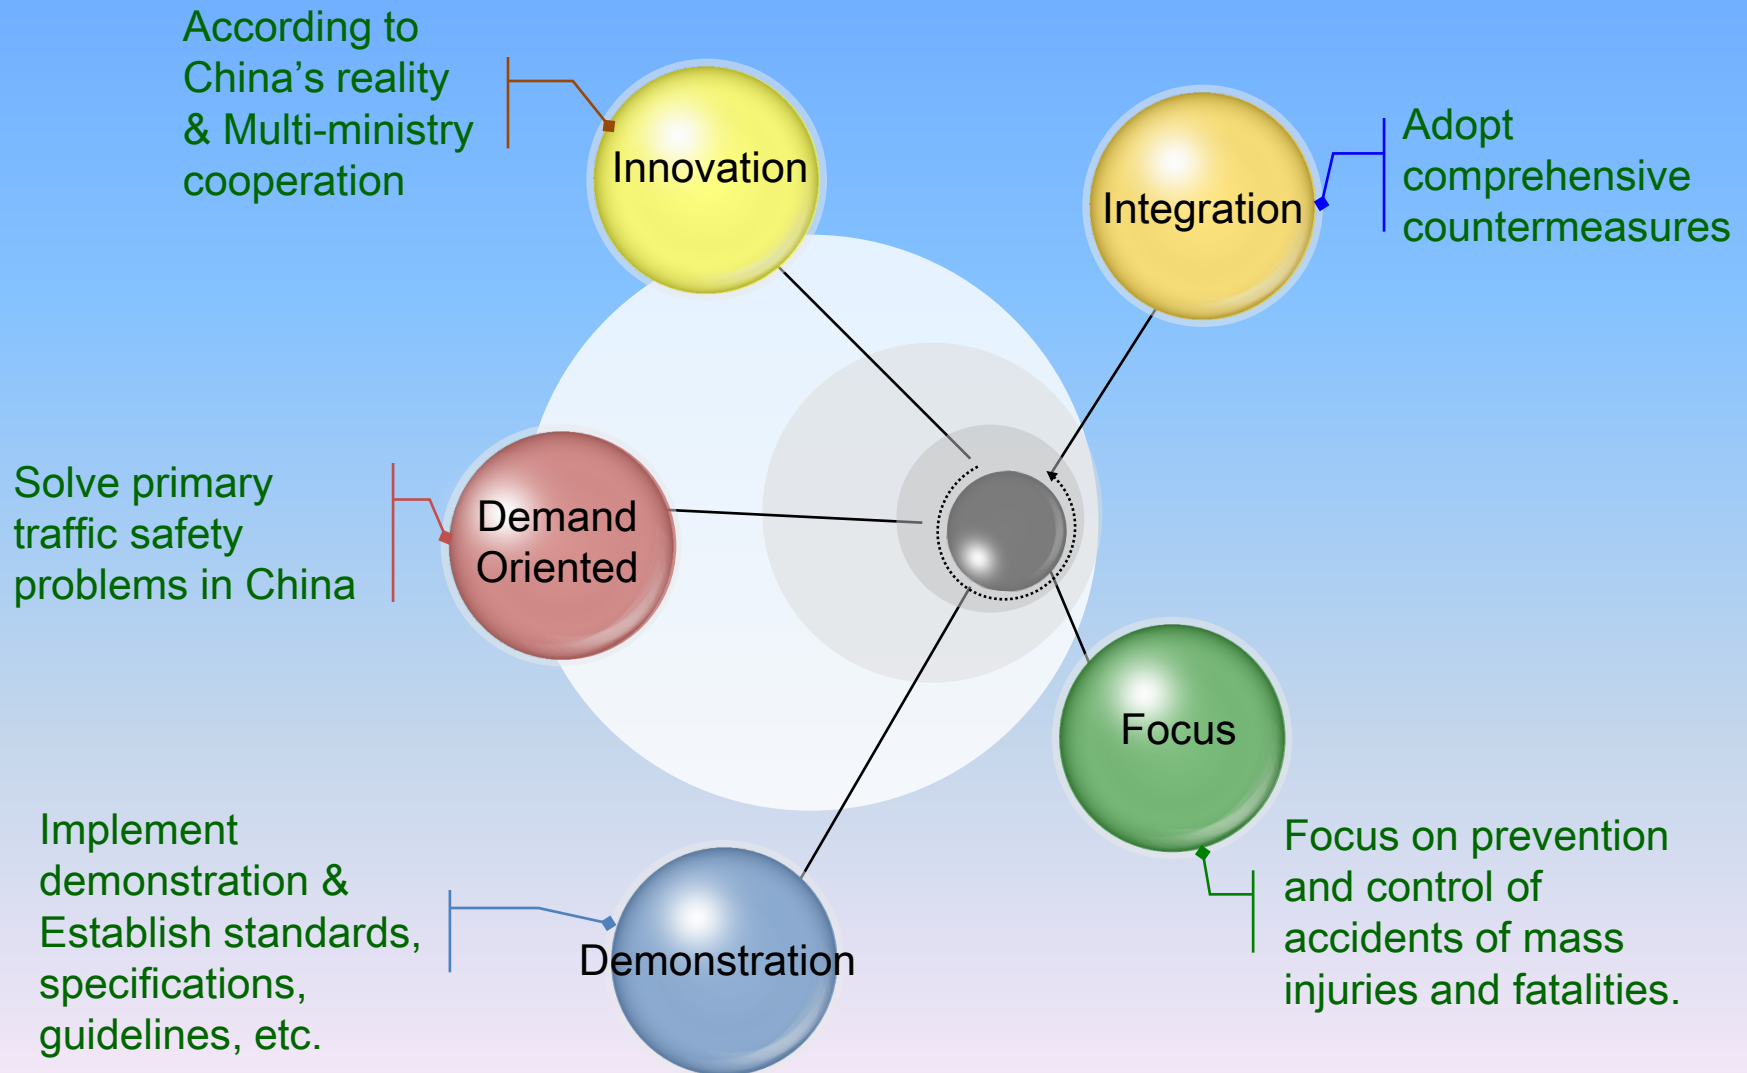 According to
China’s reality
& Multi-ministry
cooperation
Innovation
Integration
Adopt
comprehensive
countermeasures
Solve primary
traffic safety
problems in China
Demand
Oriented
Focus
Focus on prevention
and control of
accidents of mass
injuries and fatalities.
Implement
demonstration &
Establish standards,
specifications,
guidelines, etc.
Demonstration